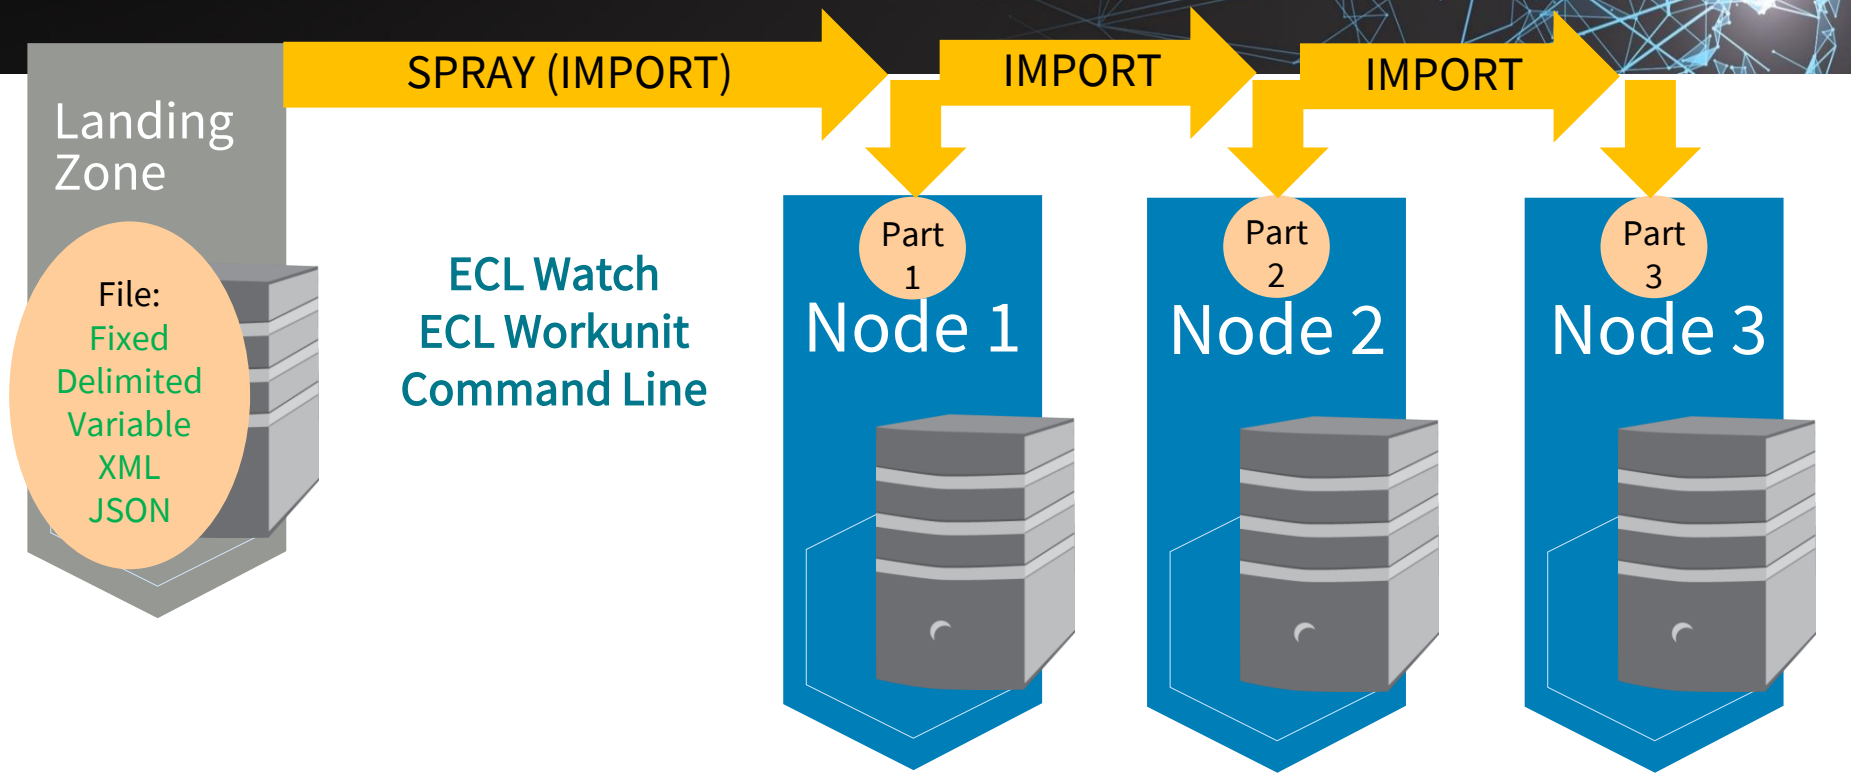 SPRAY (IMPORT)
IMPORT
IMPORT
Landing
Zone
File:
Fixed
Delimited
Variable
XML
JSON
ECL Watch
ECL Workunit
Command Line
Part
1
Node 1
Part
2
Node 2
Part
3
Node 3